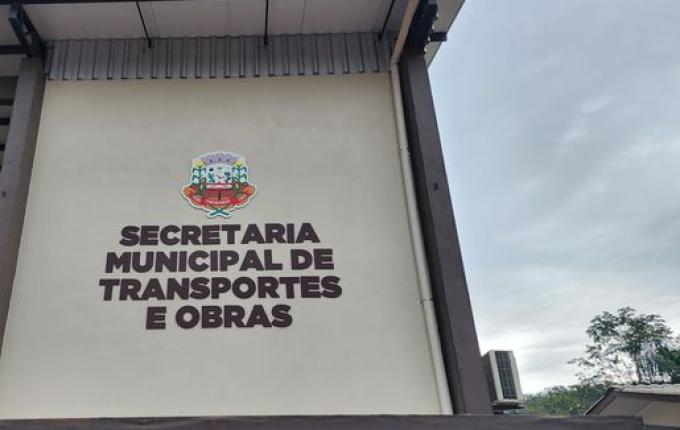 SECRETARIA
MUNICIPAL DE
TRANSPORTES
E OBRAS